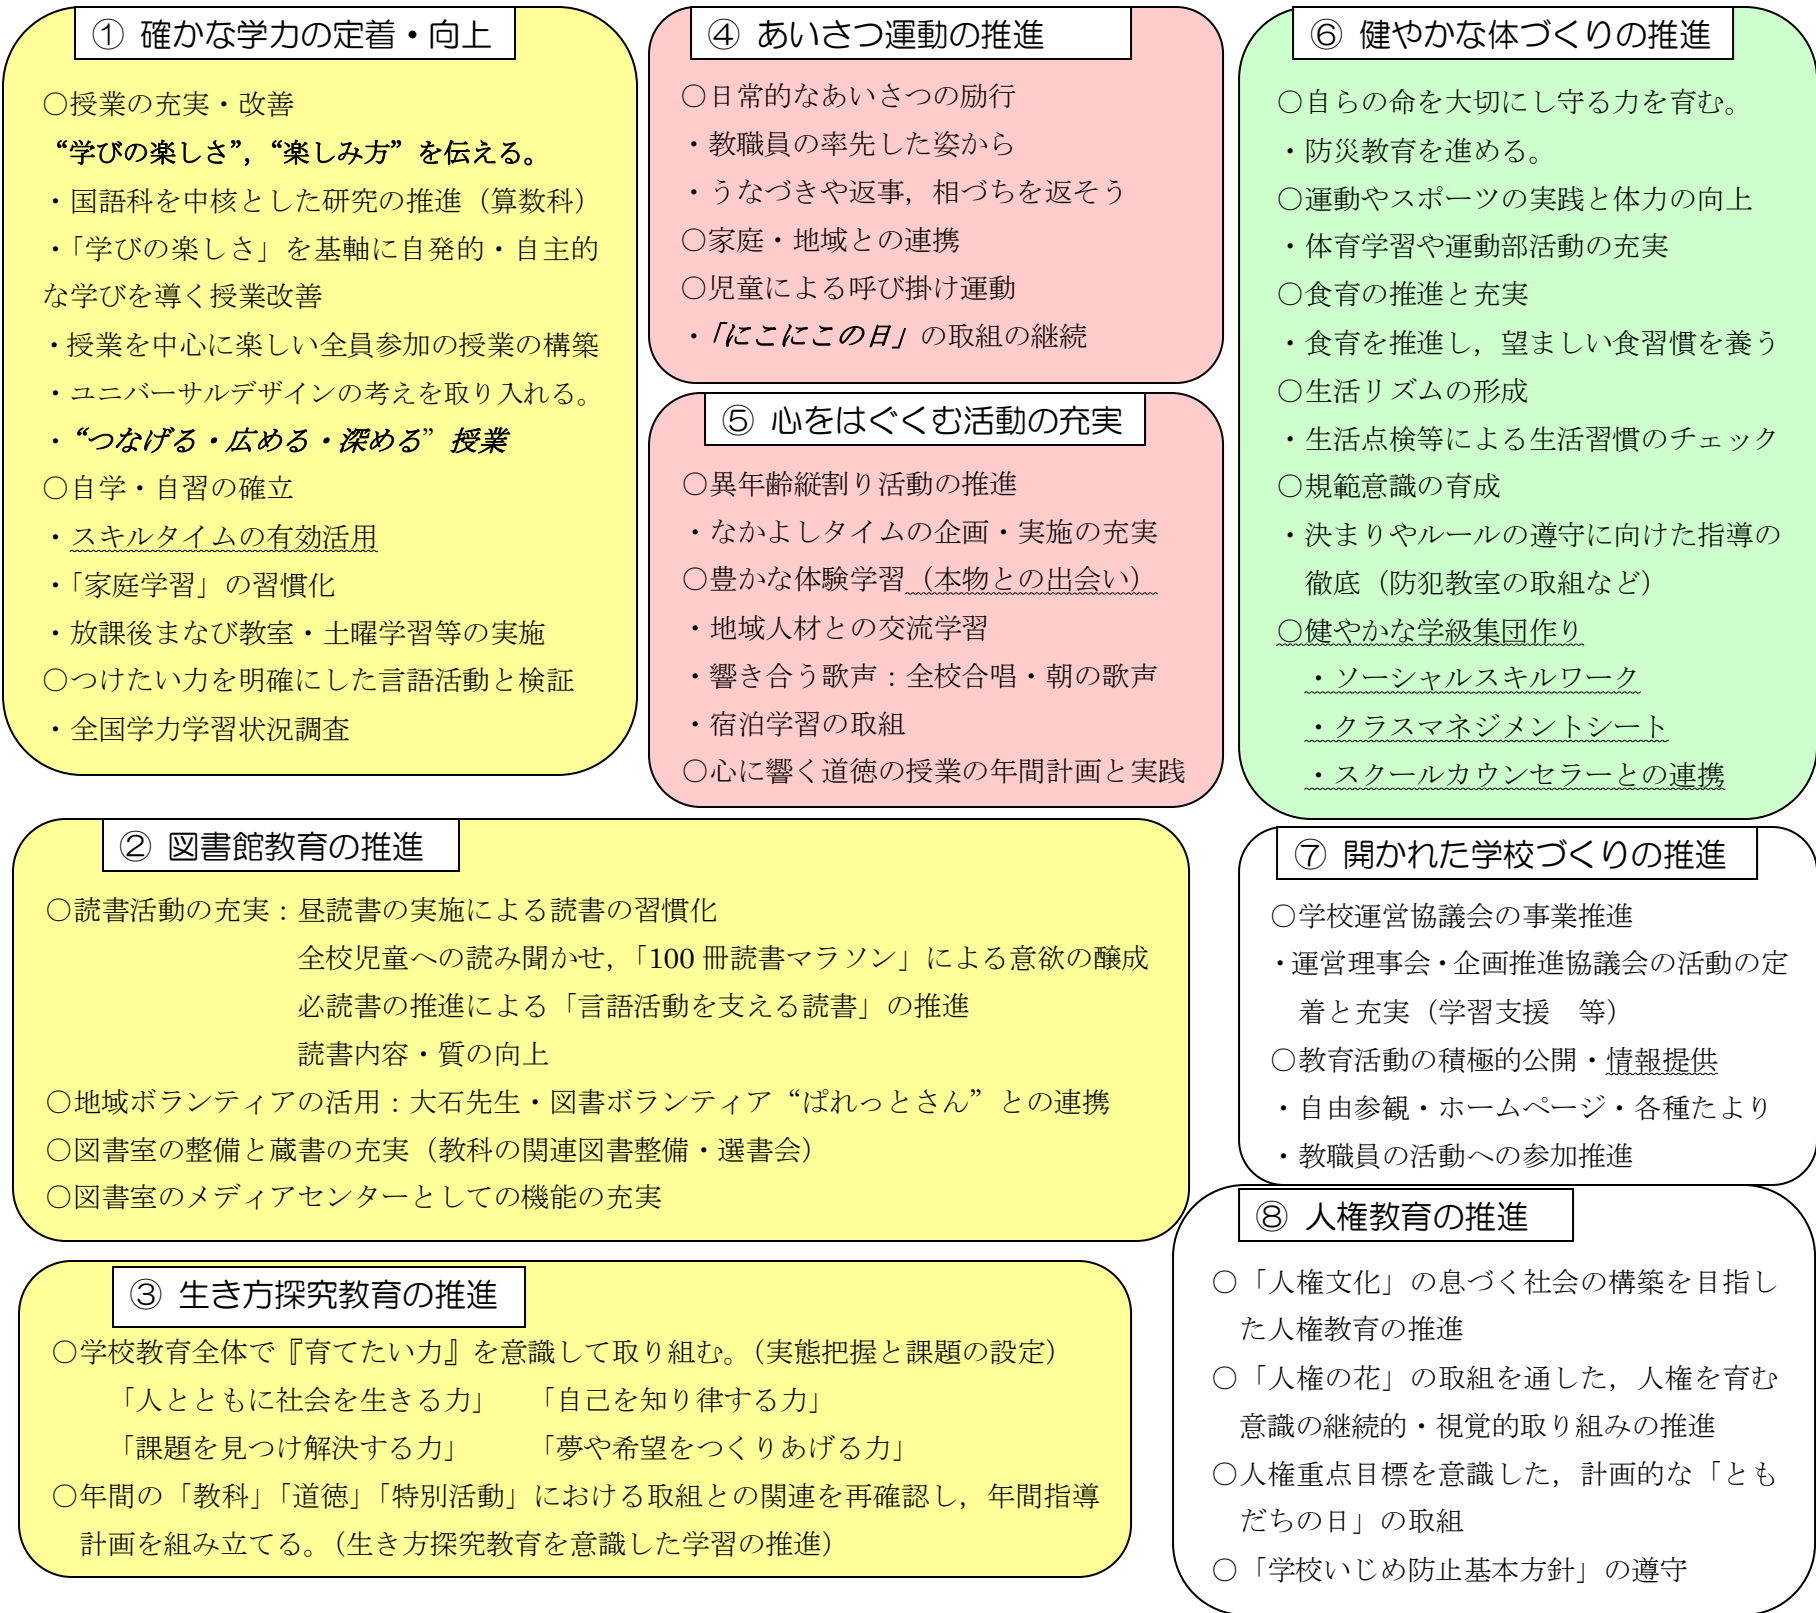 ① 確かな学力の定着・向上
○授業の充実・改善
“学びの楽しさ”，“楽しみ方”を伝える。
・国語科を中核とした研究の推進（算数科）
・「学びの楽しさ」を基軸に自発的・自主的
な学びを導く授業改善
・授業を中心に楽しい全員参加の授業の構築
・ユニバーサルデザインの考えを取り入れる。
・“つなげる・広める・深める”授業
○自学・自習の確立
・スキルタイムの有効活用
・「家庭学習」の習慣化
・放課後まなび教室・土曜学習等の実施
○つけたい力を明確にした言語活動と検証
・全国学力学習状況調査
② 図書館教育の推進
○読書活動の充実：昼読書の実施による読書の習慣化
全校児童への読み聞かせ，「100 冊読書マラソン」による意欲の醸成
必読書の推進による「言語活動を支える読書」の推進
読書内容・質の向上
○地域ボランティアの活用：大石先生・図書ボランティア“ぱれっとさん”との連携
○図書室の整備と蔵書の充実（教科の関連図書整備・選書会）
○図書室のメディアセンターとしての機能の充実
③ 生き方探究教育の推進
○学校教育全体で『育てたい力』を意識して取り組む。（実態把握と課題の設定）
「人とともに社会を生きる力」　「自己を知り律する力」
「課題を見つけ解決する力」　「夢や希望をつくりあげる力」
○年間の「教科」「道徳」「特別活動」における取組との関連を再確認し，年間指導
計画を組み立てる。（生き方探究教育を意識した学習の推進）
④ あいさつ運動の推進
○日常的なあいさつの励行
・教職員の率先した姿から
・うなづきや返事，相づちを返そう
○家庭・地域との連携
○児童による呼び掛け運動
・「にこにこの日」の取組の継続
⑤ 心をはぐくむ活動の充実
○異年齢縦割り活動の推進
・なかよしタイムの企画・実施の充実
○豊かな体験学習（本物との出会い）
・地域人材との交流学習
・響き合う歌声：全校合唱・朝の歌声
・宿泊学習の取組
○心に響く道徳の授業の年間計画と実践
⑥ 健やかな体づくりの推進
○自らの命を大切にし守る力を育む。
・防災教育を進める。
○運動やスポーツの実践と体力の向上
・体育学習や運動部活動の充実
○食育の推進と充実
・食育を推進し，望ましい食習慣を養う
○生活リズムの形成
・生活点検等による生活習慣のチェック
○規範意識の育成
・決まりやルールの遵守に向けた指導の
徹底（防犯教室の取組など）
○健やかな学級集団作り
・ソーシャルスキルワーク
・クラスマネジメントシート
・スクールカウンセラーとの連携
⑦ 開かれた学校づくりの推進
○学校運営協議会の事業推進
・運営理事会・企画推進協議会の活動の定
着と充実（学習支援　等）
○教育活動の積極的公開・情報提供
・自由参観・ホームページ・各種たより
・教職員の活動への参加推進
⑧ 人権教育の推進
○「人権文化」の息づく社会の構築を目指し
た人権教育の推進
○「人権の花」の取組を通した，人権を育む
意識の継続的・視覚的取り組みの推進
○人権重点目標を意識した，計画的な「とも
だちの日」の取組
○「学校いじめ防止基本方針」の遵守